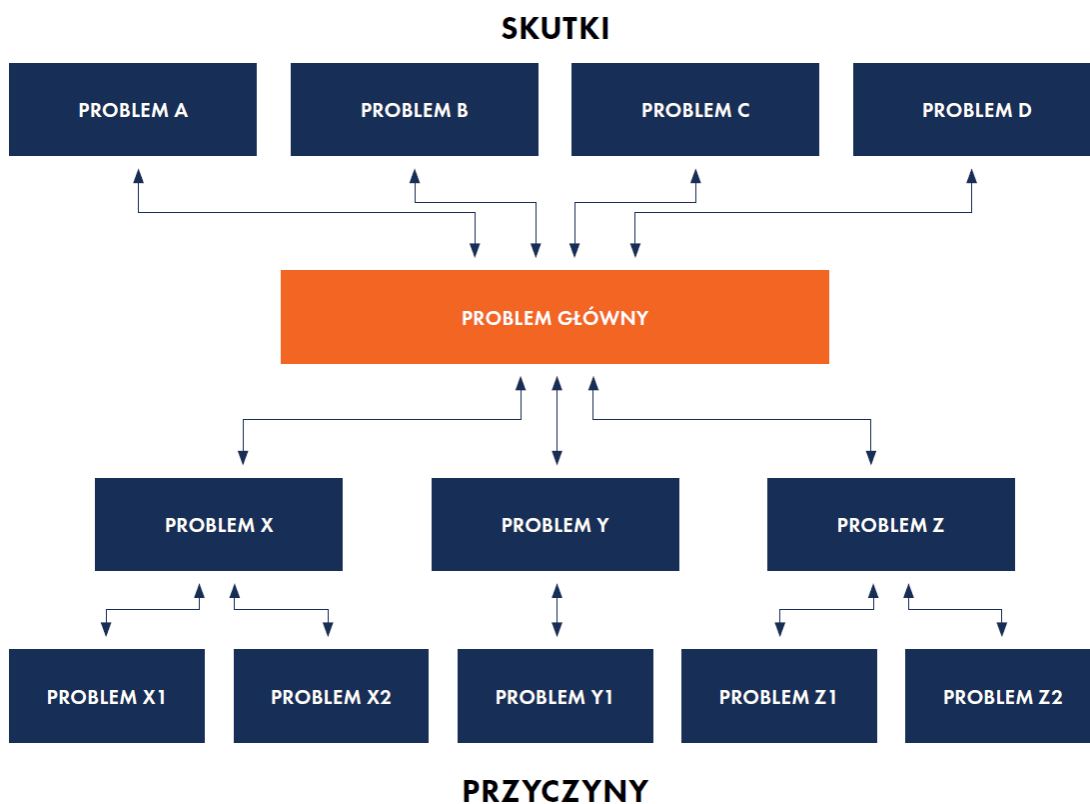 SKUTKI
PROBLEM A
PROBLEM B
PROBLEM C
PROBLEM D
PROBLEM GŁÓWNY
PROBLEM X
PROBLEM Y
PROBLEM Z
PROBLEM X1
PROBLEM X2
PROBLEM Y1
PROBLEM Z1
PROBLEM Z2
PRZYCZYNY